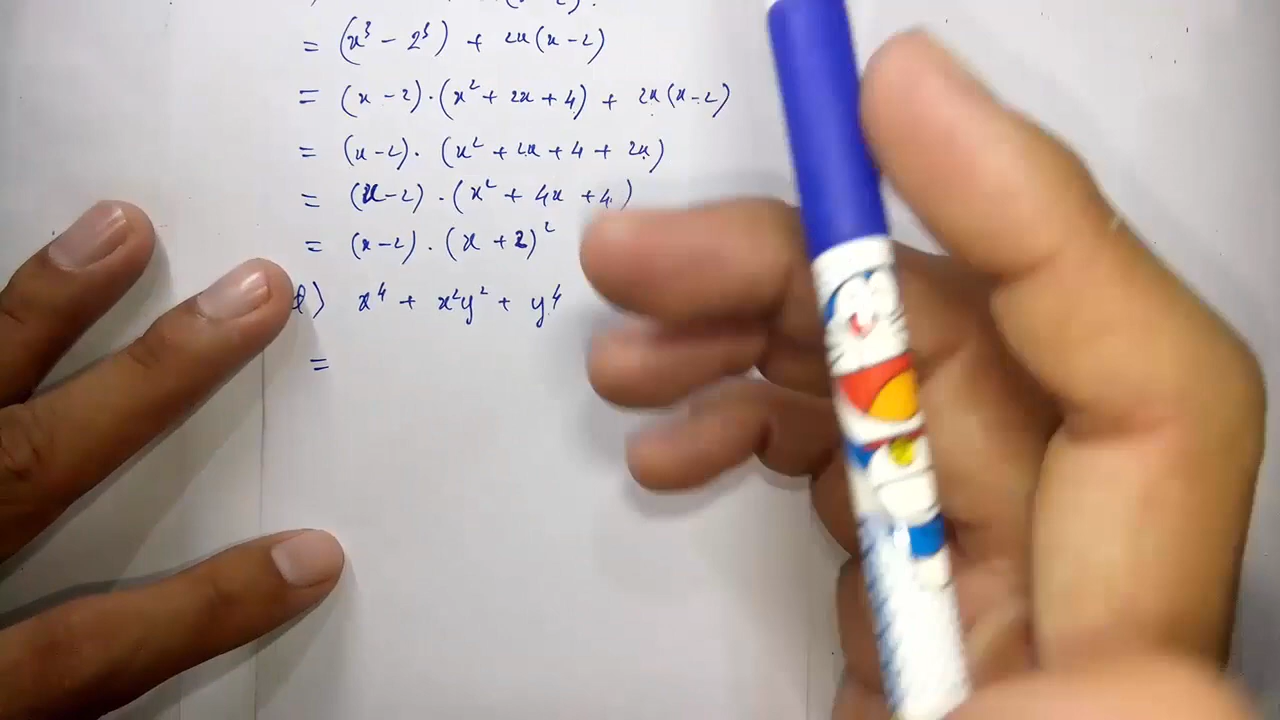 = (x³ - 2³) + 2x(x-2)
= (x-2)·(x²+2x+4) + 2x(x-2)
= (x-2)·(x²+2x+4+2x)
= (x-2)·(x²+4x+4)
= (x-2)·(x+2)²
) x⁴ + x²y² + y⁴
=